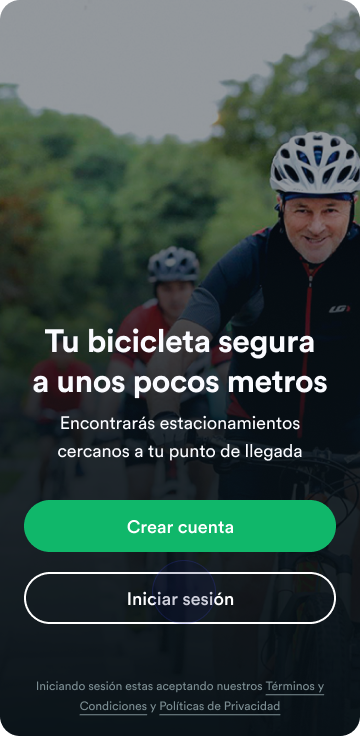 LG
Tu bicicleta segura
a unos pocos metros
Encontrarás estacionamientos
cercanos a tu punto de llegada
Crear cuenta
Iniciar sesión
Iniciando sesión estas aceptando nuestros Términos y
Condiciones y Políticas de Privacidad